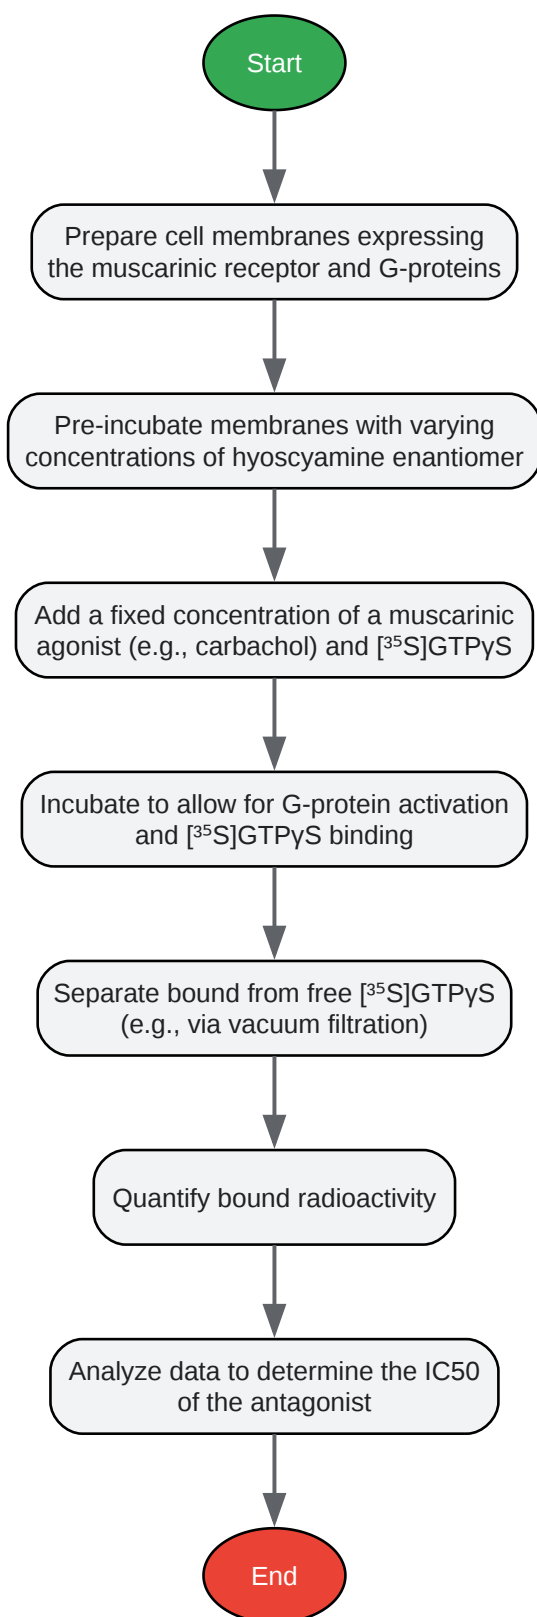 Start
Prepare cell membranes expressing
the muscarinic receptor and G-proteins
Pre-incubate membranes with varying
concentrations of hyoscyamine enantiomer
Add a fixed concentration of a muscarinic
agonist (e.g., carbachol) and [³⁵S]GTPγS
Incubate to allow for G-protein activation
and [³⁵S]GTPγS binding
Separate bound from free [³⁵S]GTPγS
(e.g., via vacuum filtration)
Quantify bound radioactivity
Analyze data to determine the IC50
of the antagonist
End